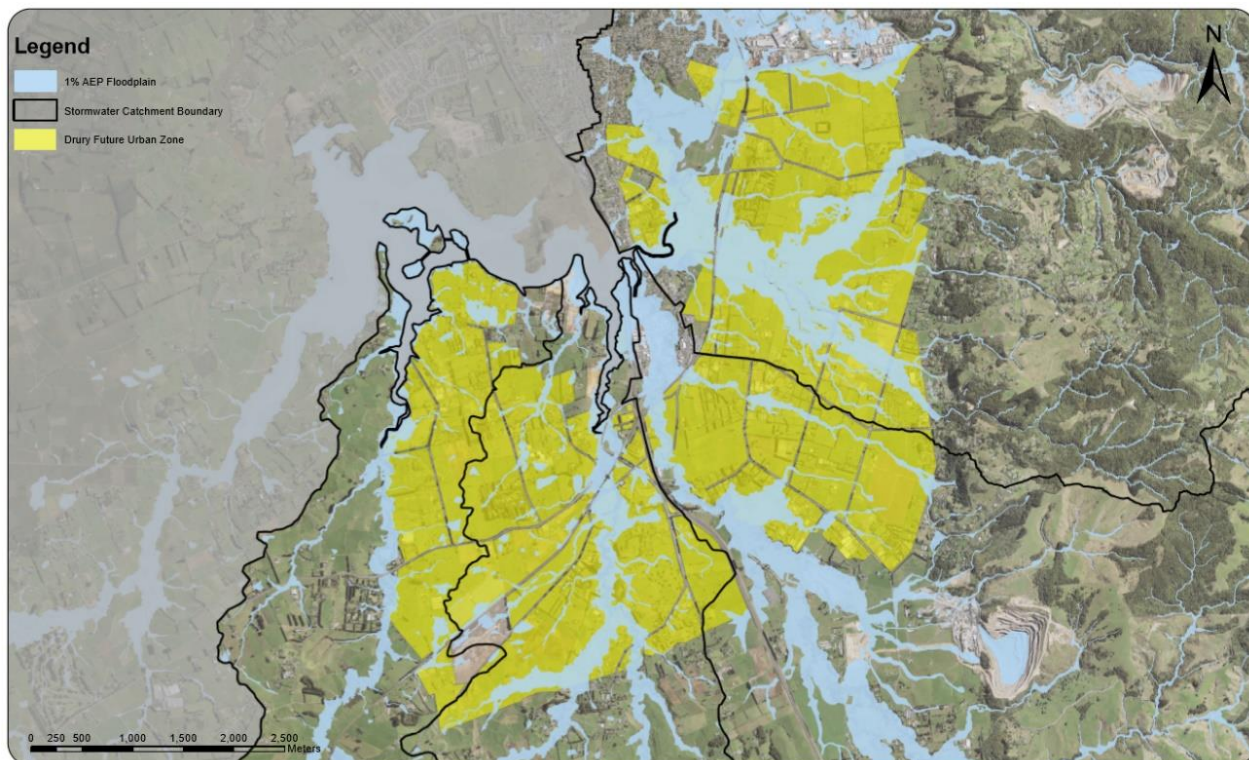 Legend
1% AEP Floodplain
Stormwater Catchment Boundary
Drury Future Urban Zone
N
0 250 500 1,000 1,500 2,000 2,500
Meters